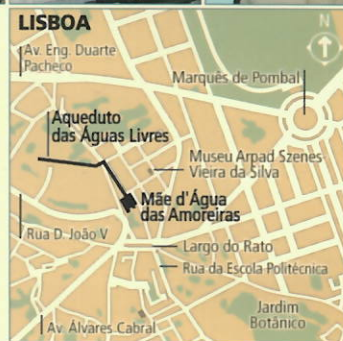 LISBOA
N
Av. Eng. Duarte
Pacheco
Marquês de Pombal
Aqueduto
das Águas Livres
Museu Arpad Szenes
Vieira da Silva
Mãe d'Água
das Amoreiras
Rua D. João V
Largo do Rato
Rua da Escola Politécnica
Jardim
Botânico
Av. Álvares Cabral